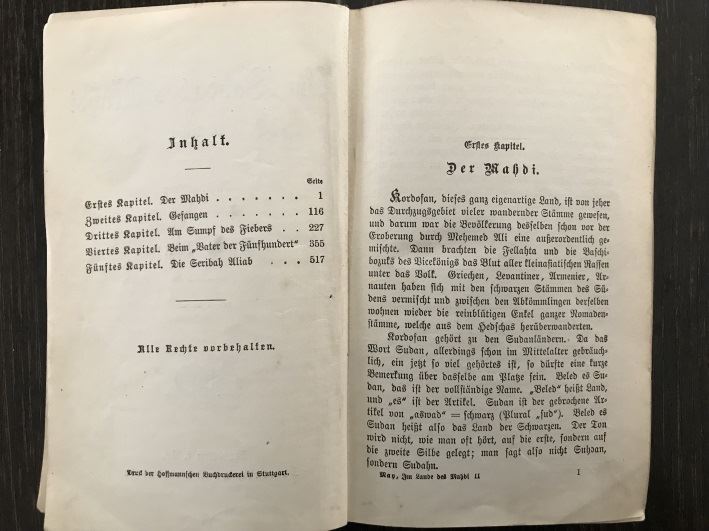 Inhalt.
Seite
Erstes Kapitel. Der Mahdi . . . . . . . 1
Zweites Kapitel. Gefangen . . . . . . . 116
Drittes Kapitel. Am Sumpf des Fiebers . . 227
Viertes Kapitel. Beim „Vater der Fünfhundert“ 355
Fünftes Kapitel. Die Seribah Aliab . . . 517
Alle Rechte vorbehalten.
Druck der Hoffmannschen Buchdruckerei in Stuttgart.
Erstes Kapitel.
Der Mahdi.
Kordofan, dieses ganz eigenartige Land, ist von jeher
das Durchzugsgebiet vieler wandernder Stämme gewesen,
und darum war die Bevölkerung desselben schon vor der
Eroberung durch Mehemed Ali eine außerordentlich ge-
mischte. Dann brachten die Fellahta und die Baschi-
bozuks des Vicekönigs das Blut aller kleinasiatischen Rassen
unter das Volk. Griechen, Levantiner, Armenier, Ar-
nauten haben sich mit den schwarzen Stämmen des Sü-
dens vermischt und zwischen den Abkömmlingen derselben
wohnen wieder die reinblütigen Enkel ganzer Nomaden-
stämme, welche aus dem Hedschas herüberwanderten.
Kordofan gehört zu den Sudanländern. Da das
Wort Sudan, allerdings schon im Mittelalter gebräuch-
lich, ein jetzt so viel gehörtes ist, so dürfte eine kurze
Bemerkung über dasselbe am Platze sein. Beled es Su-
dan, das ist der vollständige Name. „Beled“ heißt Land,
und „es“ ist der Artikel. Sudan ist der gebrochene Ar-
tikel von „aswad“ = schwarz (Plural „sud“). Beled es
Sudan heißt also das Land der Schwarzen. Der Ton
wird nicht, wie man oft hört, auf die erste, sondern auf
die zweite Silbe gelegt; man sagt also nicht Suhdan,
sondern Sudahn.
May, Im Lande des Mahdi II 1